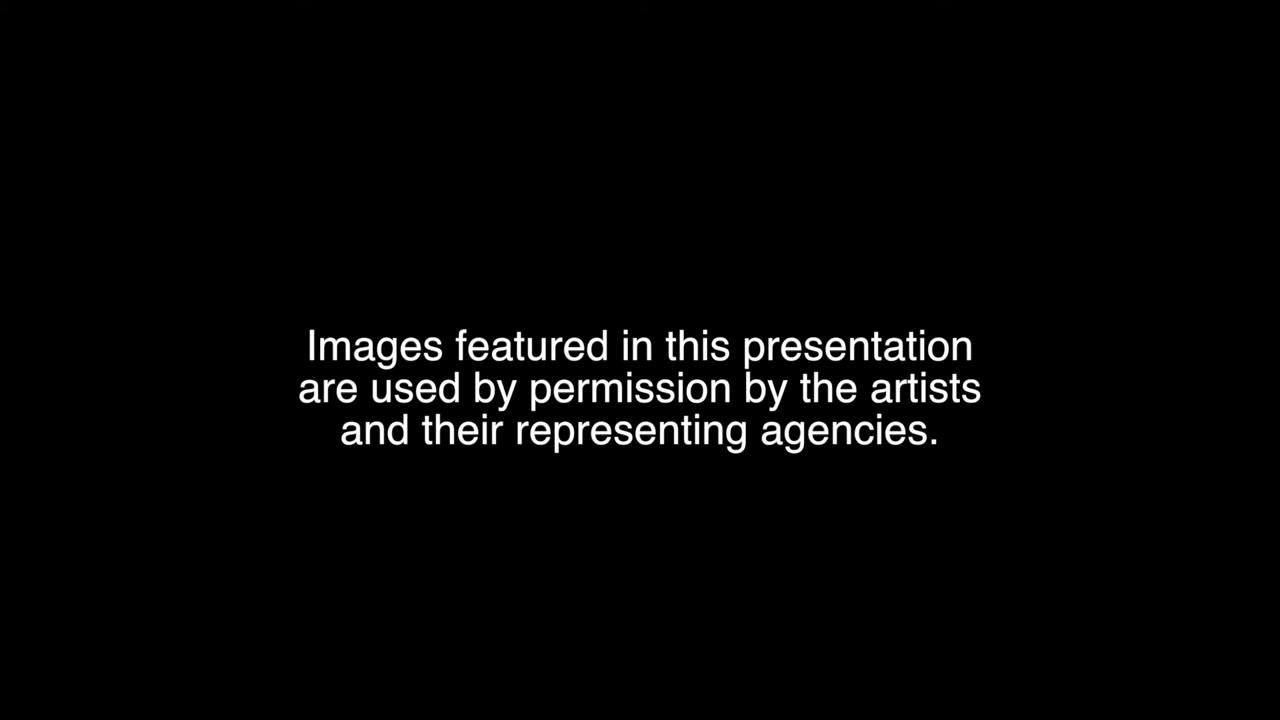 Images featured in this presentation
are used by permission by the artists
and their representing agencies.